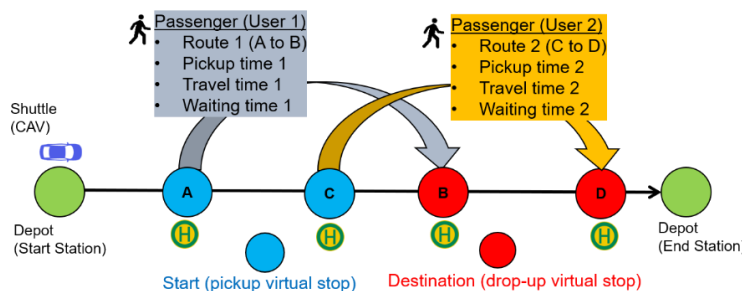 Passenger (User 1)
• Route 1 (A to B)
• Pickup time 1
• Travel time 1
• Waiting time 1
Passenger (User 2)
• Route 2 (C to D)
• Pickup time 2
• Travel time 2
• Waiting time 2
Shuttle
(CAV)
A
C
B
D
H
H
H
H
Depot
(Start Station)
Depot
(End Station)
Start (pickup virtual stop)
Destination (drop-up virtual stop)